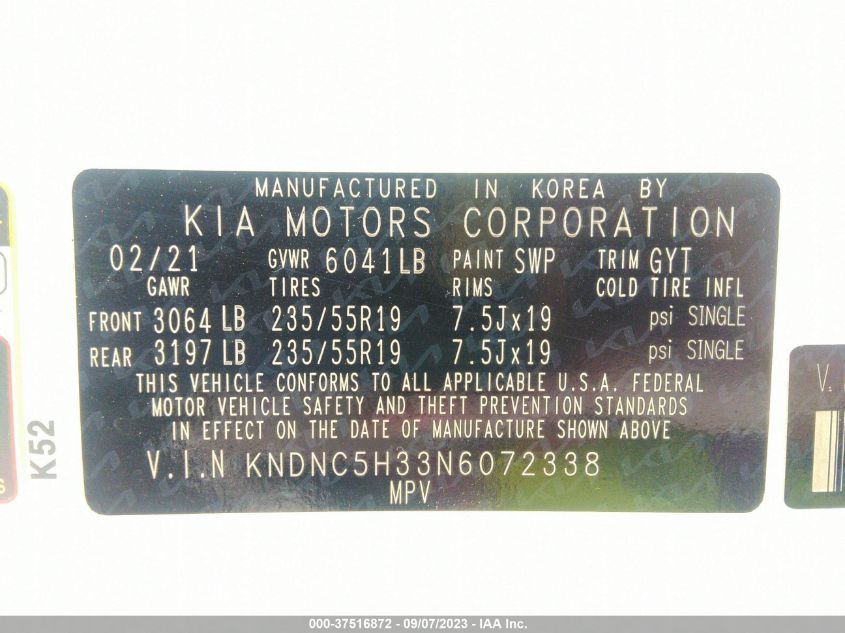 MANUFACTURED IN KOREA BY
KIA MOTORS CORPORATION
02/21 GVWR 6041LB PAINT SWP TRIM GYT
GAWR TIRES RIMS COLD TIRE INFL
FRONT 3064 LB 235/55R19 7.5Jx19 psi SINGLE
REAR 3197 LB 235/55R19 7.5Jx19 psi SINGLE
THIS VEHICLE CONFORMS TO ALL APPLICABLE U.S.A. FEDERAL
MOTOR VEHICLE SAFETY AND THEFT PREVENTION STANDARDS
IN EFFECT ON THE DATE OF MANUFACTURE SHOWN ABOVE
V.I.N KNDNC5H33N6072338
MPV
K52
V.
000-37516872 - 09/07/2023 - IAA Inc.